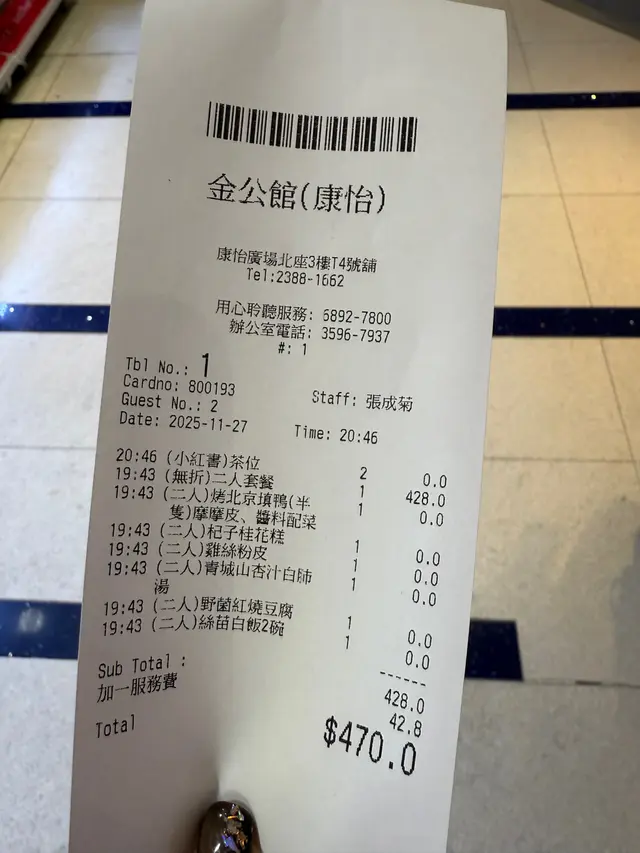 金公館(康怡)
康怡廣場北座3樓T4號舖
Tel:2388-1662
用心聆聽服務: 6892-7800
辦公室電話: 3596-7937
#: 1
Tbl No.: 1
Cardno: 800193 Staff: 張成菊
Guest No.: 2
Date: 2025-11-27 Time: 20:46
20:46 (小紅書)茶位 2 0.0
19:43 (無折)二人套餐 1 428.0
19:43 (二人)烤北京填鴨(半 1 0.0
隻)摩摩皮、醬料配菜
19:43 (二人)杞子桂花糕 1 0.0
19:43 (二人)雞絲粉皮 1 0.0
19:43 (二人)青城山杏汁白肺 1 0.0
湯
19:43 (二人)野菌紅燒豆腐 1 0.0
19:43 (二人)絲苗白飯2碗 1 0.0
------
Sub Total : 428.0
加一服務費 42.8
Total $470.0